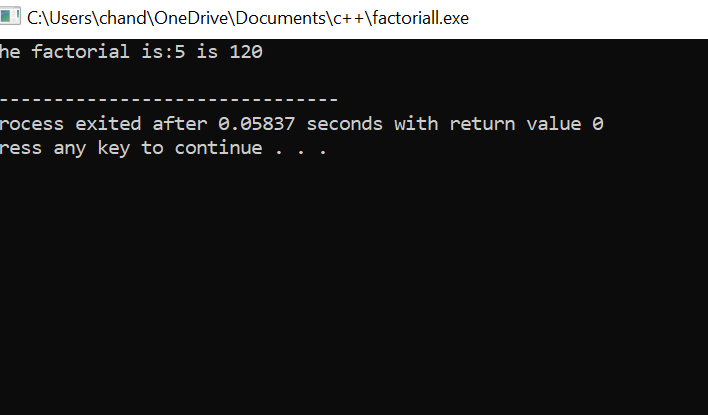 C:\Users\chand\OneDrive\Documents\c++\factoriall.exe
he factorial is:5 is 120
-------------------------------
rocess exited after 0.05837 seconds with return value 0
ress any key to continue . . .